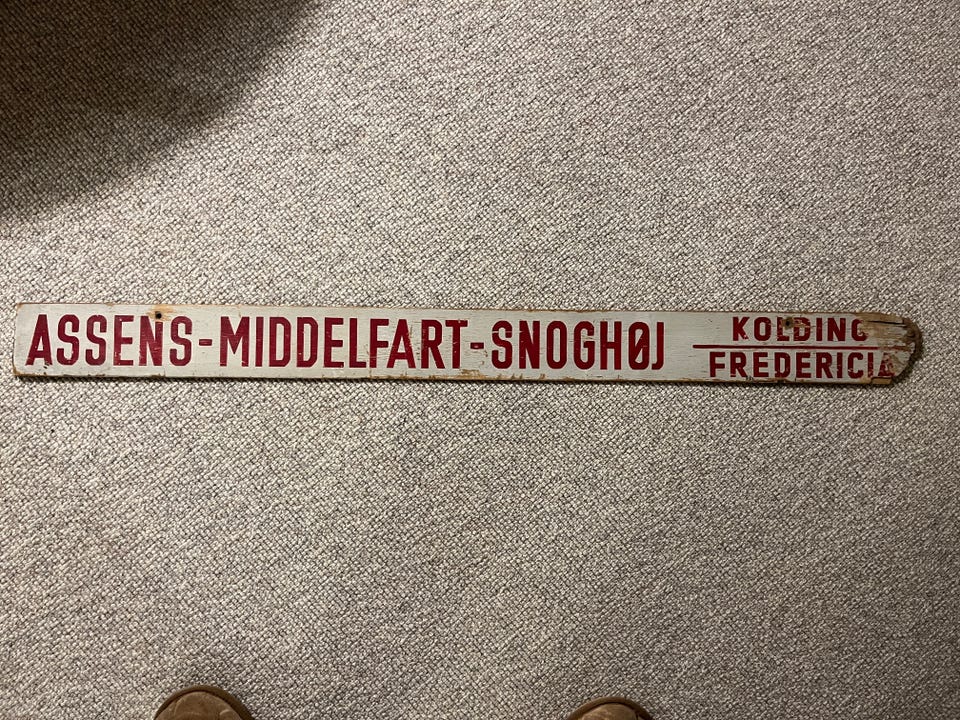 ASSENS-MIDDELFART-SNOGHØJ
KOLDING
FREDERICIA